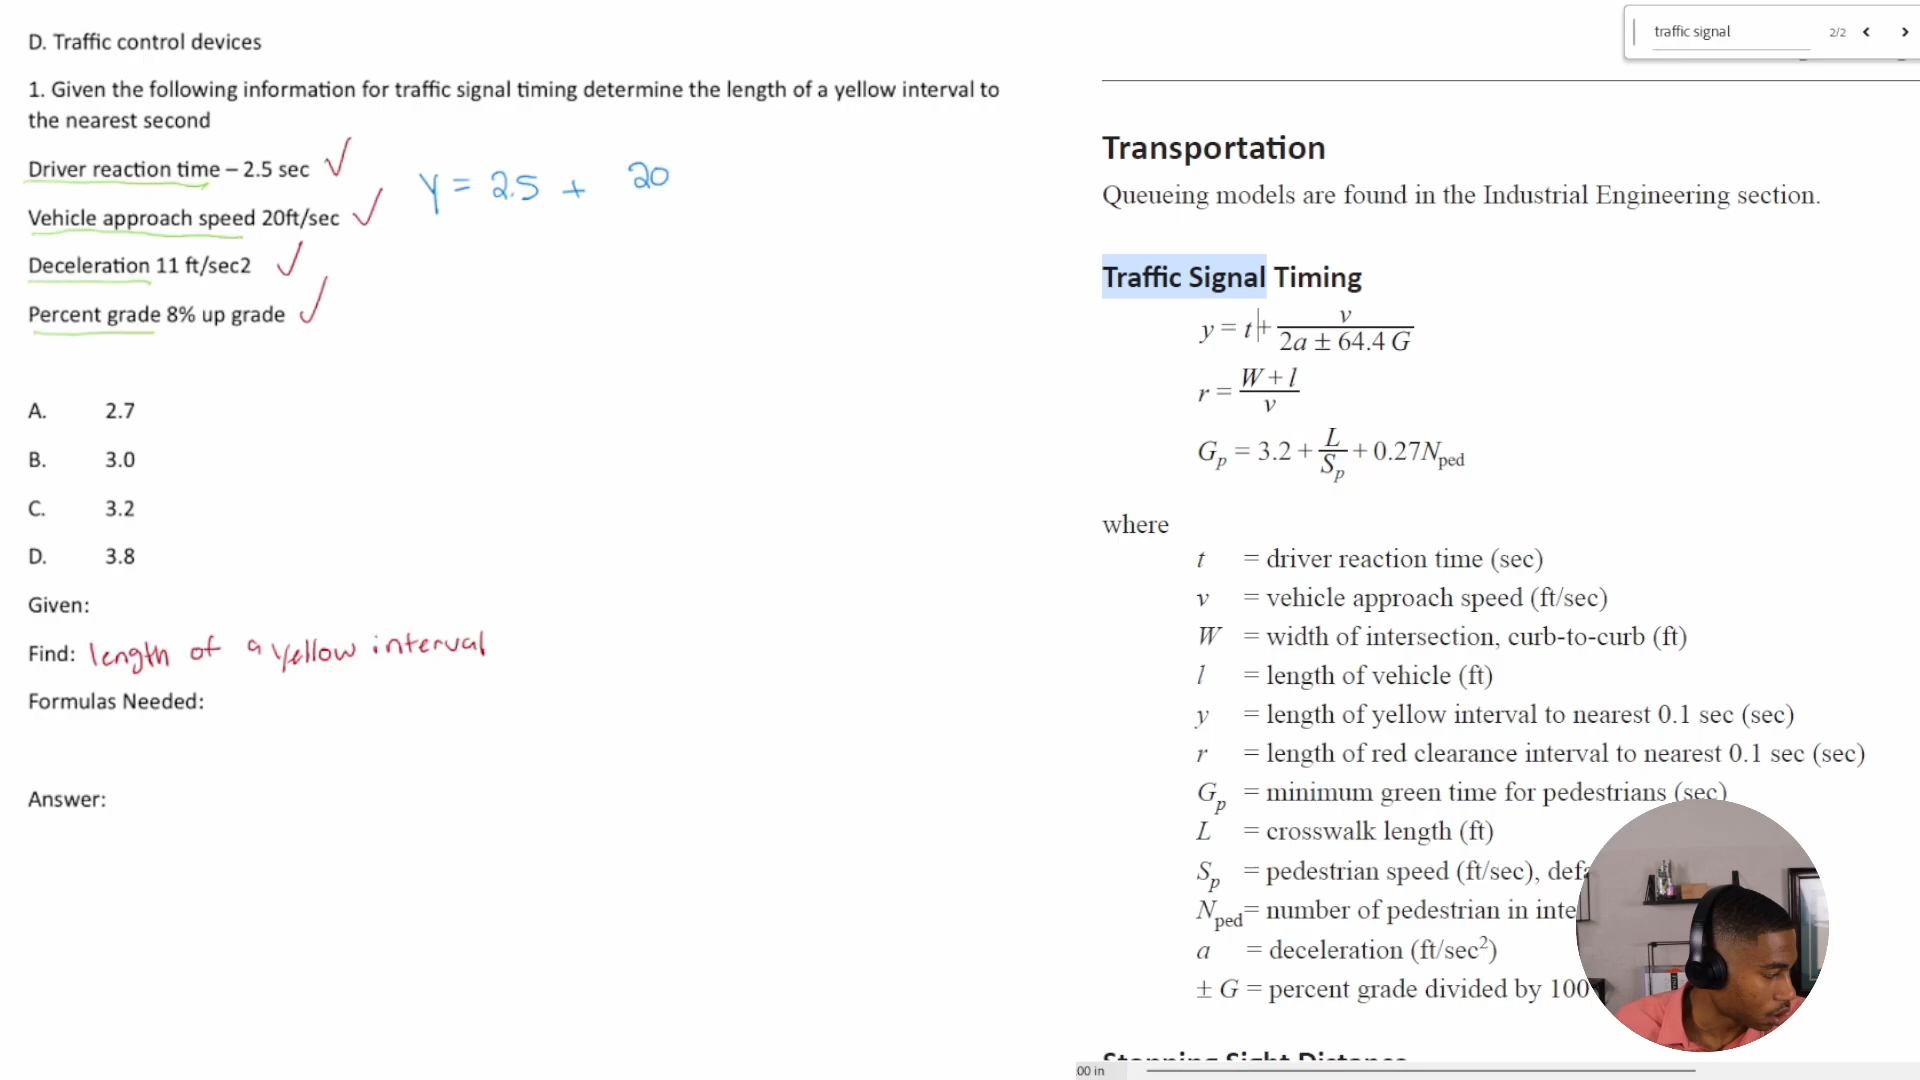 D. Traffic control devices
1. Given the following information for traffic signal timing determine the length of a yellow interval to
the nearest second
Driver reaction time – 2.5 sec
Vehicle approach speed 20ft/sec
Deceleration 11 ft/sec2
Percent grade 8% up grade
y = 2.5 + 20
A. 2.7
B. 3.0
C. 3.2
D. 3.8
Given:
Find: length of a yellow interval
Formulas Needed:
Answer:
traffic signal 2/2
Transportation
Queueing models are found in the Industrial Engineering section.
Traffic Signal Timing
y = t + v / (2a ± 64.4 G)
r = (W + l) / v
Gp = 3.2 + L / Sp + 0.27Nped
where
t = driver reaction time (sec)
v = vehicle approach speed (ft/sec)
W = width of intersection, curb-to-curb (ft)
l = length of vehicle (ft)
y = length of yellow interval to nearest 0.1 sec (sec)
r = length of red clearance interval to nearest 0.1 sec (sec)
Gp = minimum green time for pedestrians (sec)
L = crosswalk length (ft)
Sp = pedestrian speed (ft/sec),
Nped = number of pedestrian in
a = deceleration (ft/sec²)
± G = percent grade divided by 100
Stopping Sight Distance
00 in